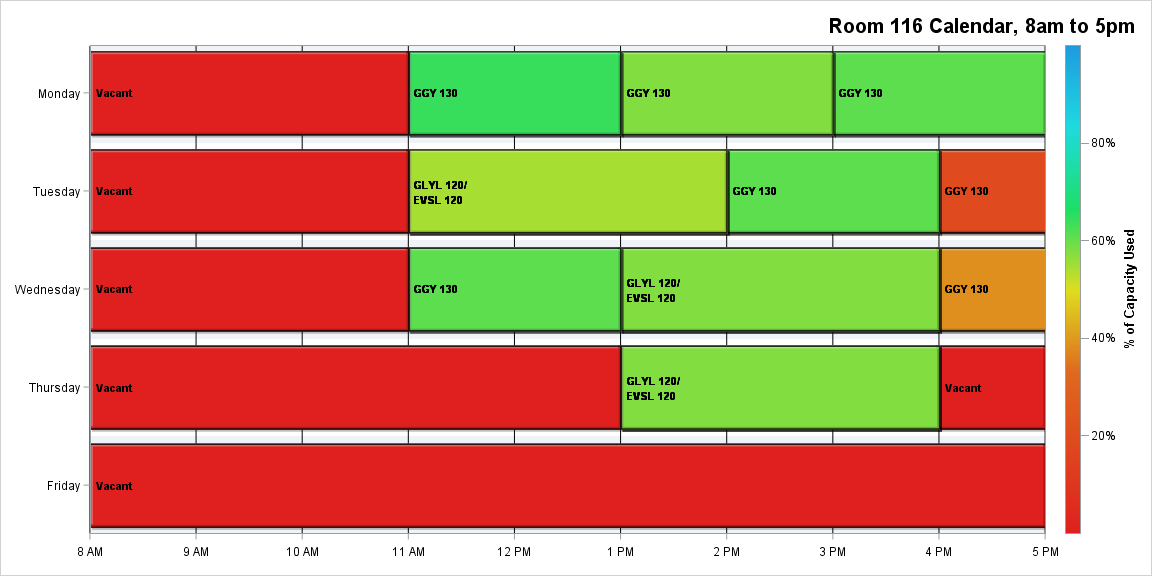 Room 116 Calendar, 8am to 5pm
Monday
Vacant
GGY 130
GGY 130
GGY 130
Tuesday
Vacant
GLYL 120/
EVSL 120
GGY 130
GGY 130
Wednesday
Vacant
GGY 130
GLYL 120/
EVSL 120
GGY 130
Thursday
Vacant
GLYL 120/
EVSL 120
Vacant
Friday
Vacant
8 AM
9 AM
10 AM
11 AM
12 PM
1 PM
2 PM
3 PM
4 PM
5 PM
80%
60%
40%
20%
% of Capacity Used